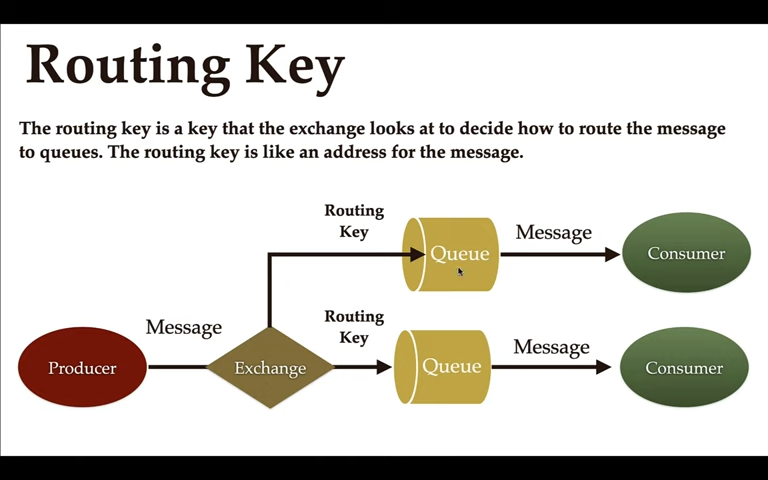 Routing Key
The routing key is a key that the exchange looks at to decide how to route the message
to queues. The routing key is like an address for the message.
Routing
Key
Queue
Message
Consumer
Producer
Message
Exchange
Routing
Key
Queue
Message
Consumer